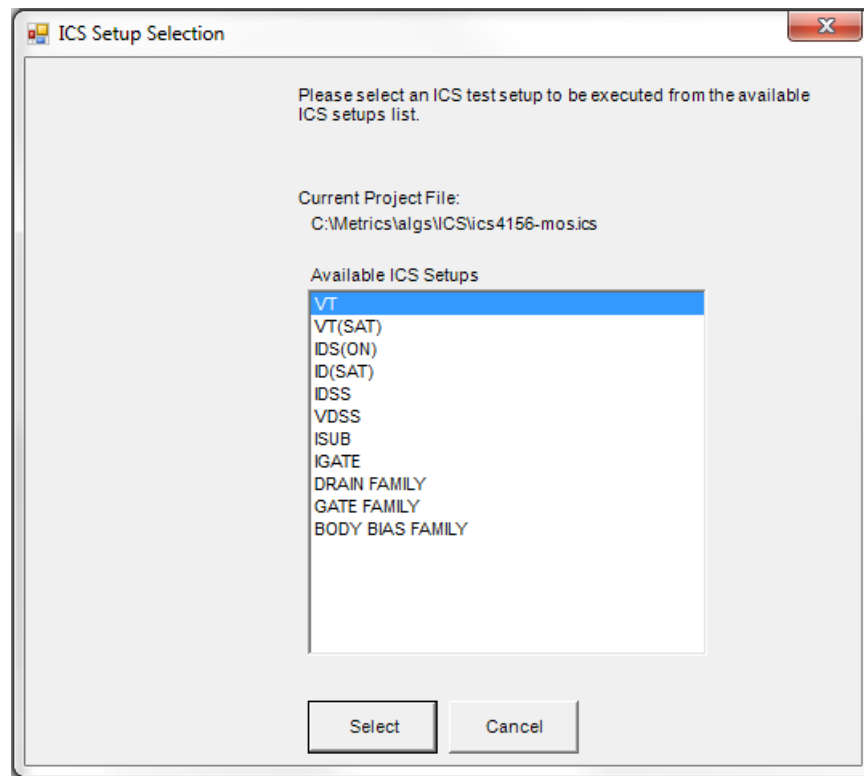 ICS Setup Selection
Please select an ICS test setup to be executed from the available
ICS setups list.
Current Project File:
C:\Metrics\algs\ICS\ics4156-mos.ics
Available ICS Setups
VT
VT(SAT)
IDS(ON)
ID(SAT)
IDSS
VDSS
ISUB
IGATE
DRAIN FAMILY
GATE FAMILY
BODY BIAS FAMILY
Select
Cancel